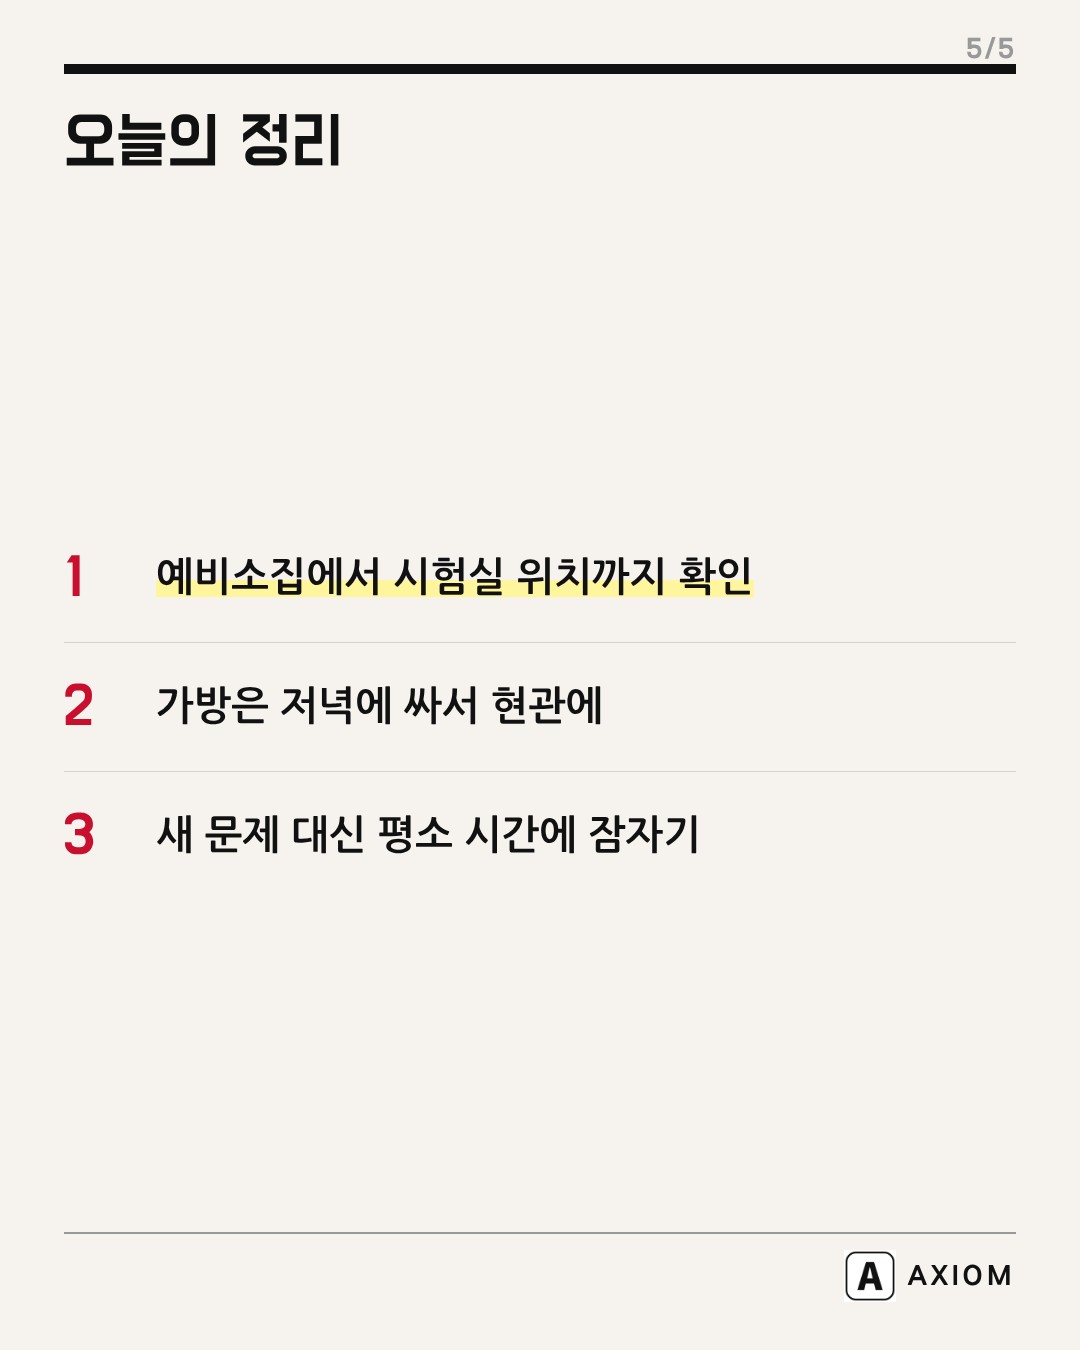 5/5
오늘의 정리
1 예비소집에서 시험실 위치까지 확인
2 가방은 저녁에 싸서 현관에
3 새 문제 대신 평소 시간에 잠자기
A AXIOM